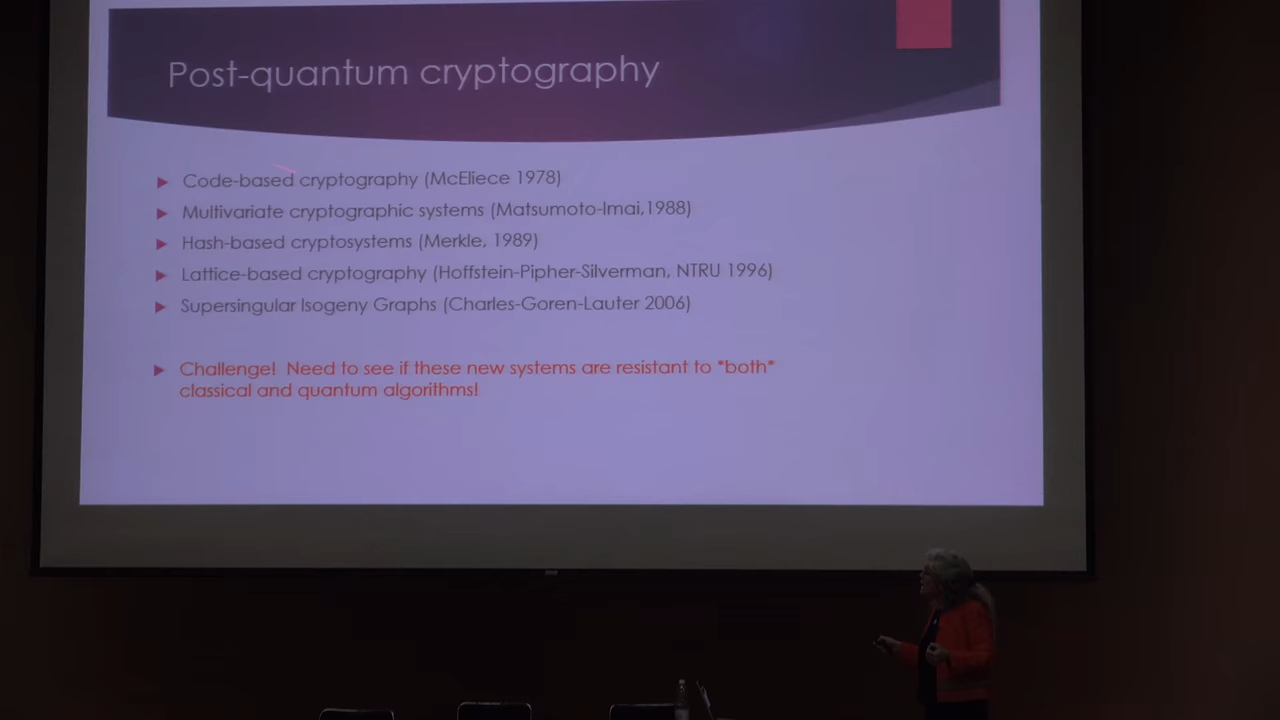 Post-quantum cryptography
Code-based cryptography (McEliece 1978)
Multivariate cryptographic systems (Matsumoto-Imai,1988)
Hash-based cryptosystems (Merkle, 1989)
Lattice-based cryptography (Hoffstein-Pipher-Silverman, NTRU 1996)
Supersingular Isogeny Graphs (Charles-Goren-Lauter 2006)
Challenge! Need to see if these new systems are resistant to *both*
classical and quantum algorithms!